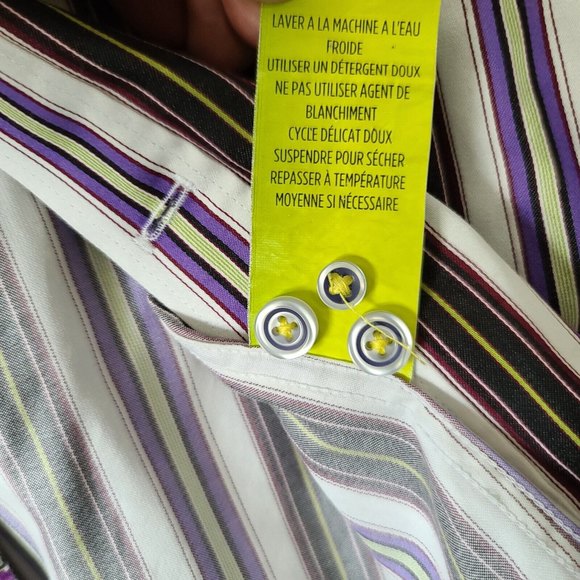 LAVER A LA MACHINE A L'EAU
FROIDE
UTILISER UN DÉTERGENT DOUX
NE PAS UTILISER AGENT DE
BLANCHIMENT
CYCLE DÉLICAT DOUX
SUSPENDRE POUR SÉCHER
REPASSER À TEMPÉRATURE
MOYENNE SI NÉCESSAIRE